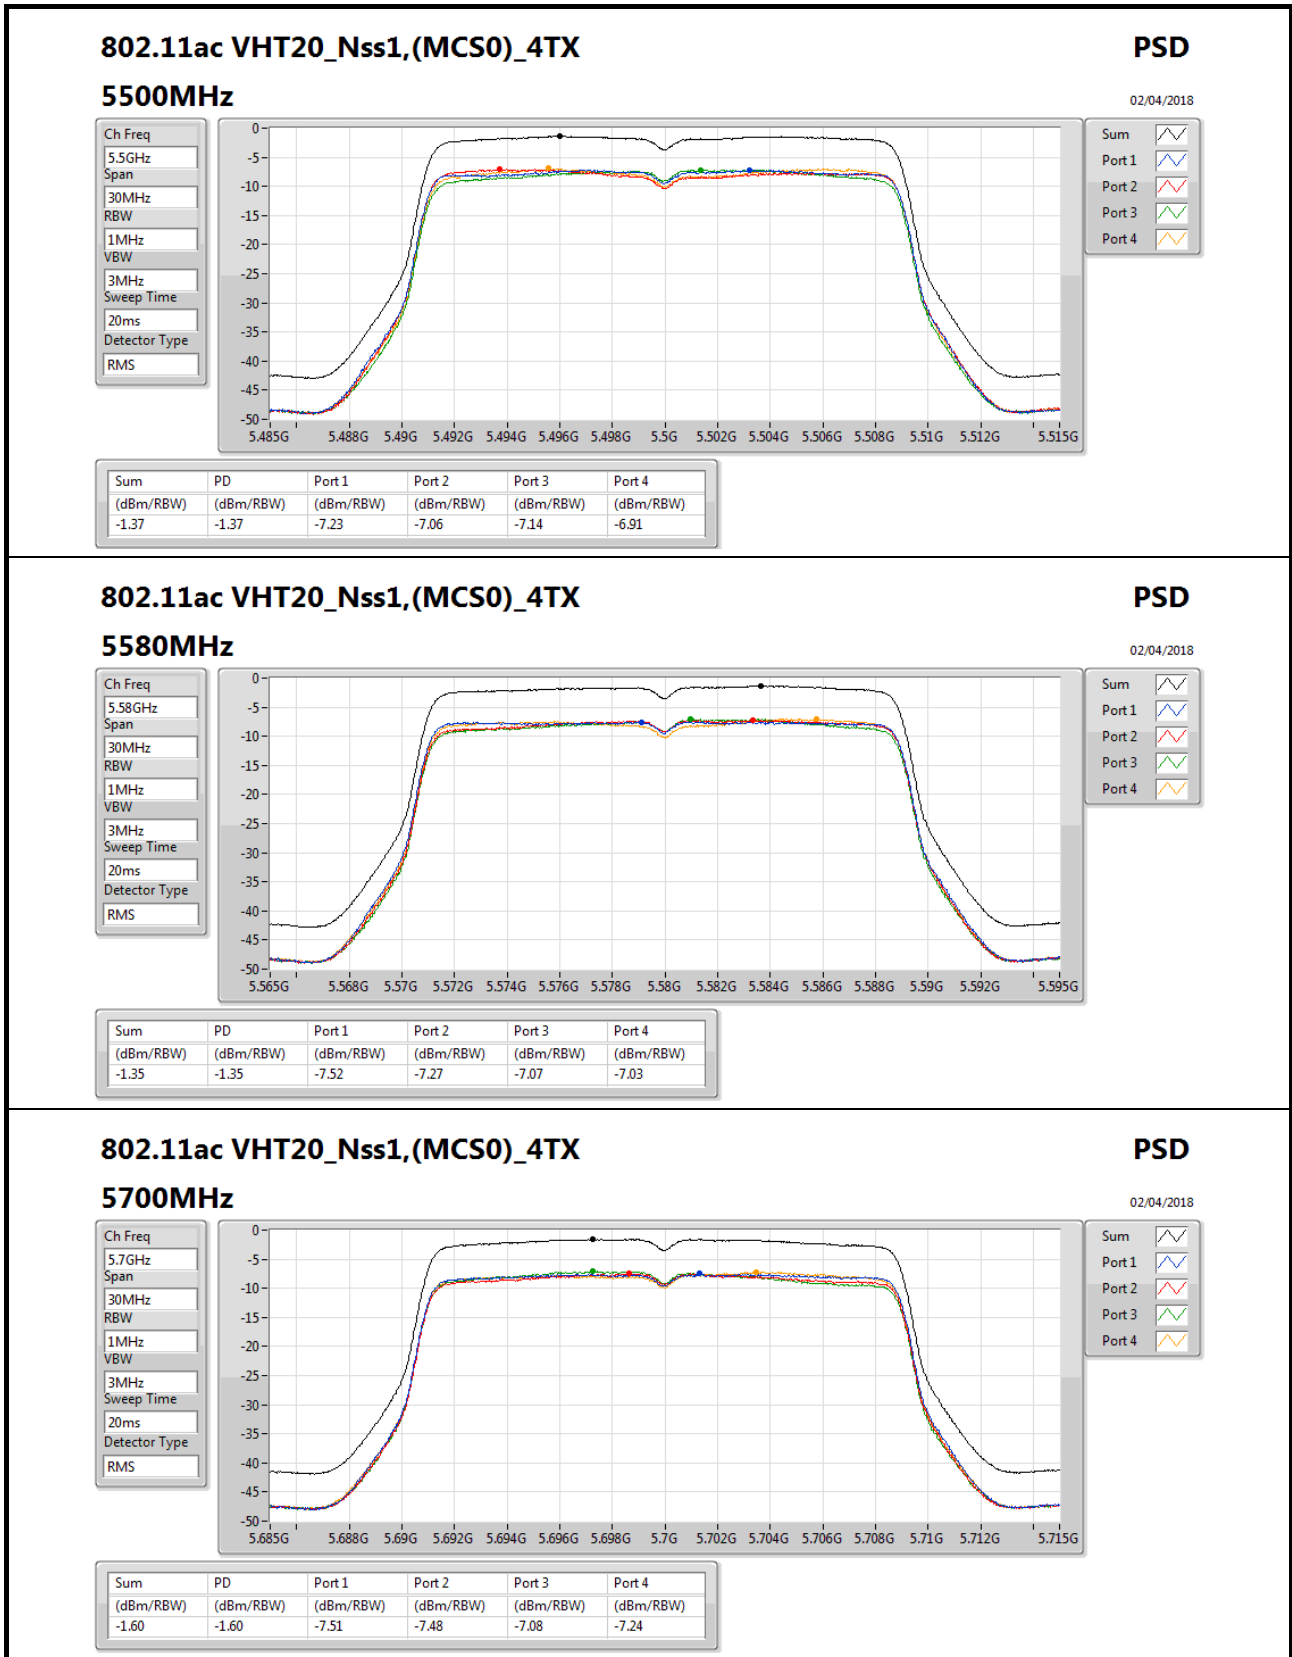 802.11ac VHT20_Nss1,(MCS0)_4TX PSD
5500MHz 02/04/2018
Ch Freq
5.5GHz
Span
30MHz
RBW
1MHz
VBW
3MHz
Sweep Time
20ms
Detector Type
RMS
0
-5
-10
-15
-20
-25
-30
-35
-40
-45
-50
5.485G 5.488G 5.49G 5.492G 5.494G 5.496G 5.498G 5.5G 5.502G 5.504G 5.506G 5.508G 5.51G 5.512G 5.515G
Sum
Port 1
Port 2
Port 3
Port 4
Sum PD Port 1 Port 2 Port 3 Port 4
(dBm/RBW) (dBm/RBW) (dBm/RBW) (dBm/RBW) (dBm/RBW) (dBm/RBW)
-1.37 -1.37 -7.23 -7.06 -7.14 -6.91
802.11ac VHT20_Nss1,(MCS0)_4TX PSD
5580MHz 02/04/2018
Ch Freq
5.58GHz
Span
30MHz
RBW
1MHz
VBW
3MHz
Sweep Time
20ms
Detector Type
RMS
0
-5
-10
-15
-20
-25
-30
-35
-40
-45
-50
5.565G 5.568G 5.57G 5.572G 5.574G 5.576G 5.578G 5.58G 5.582G 5.584G 5.586G 5.588G 5.59G 5.592G 5.595G
Sum
Port 1
Port 2
Port 3
Port 4
Sum PD Port 1 Port 2 Port 3 Port 4
(dBm/RBW) (dBm/RBW) (dBm/RBW) (dBm/RBW) (dBm/RBW) (dBm/RBW)
-1.35 -1.35 -7.52 -7.27 -7.07 -7.03
802.11ac VHT20_Nss1,(MCS0)_4TX PSD
5700MHz 02/04/2018
Ch Freq
5.7GHz
Span
30MHz
RBW
1MHz
VBW
3MHz
Sweep Time
20ms
Detector Type
RMS
0
-5
-10
-15
-20
-25
-30
-35
-40
-45
-50
5.685G 5.688G 5.69G 5.692G 5.694G 5.696G 5.698G 5.7G 5.702G 5.704G 5.706G 5.708G 5.71G 5.712G 5.715G
Sum
Port 1
Port 2
Port 3
Port 4
Sum PD Port 1 Port 2 Port 3 Port 4
(dBm/RBW) (dBm/RBW) (dBm/RBW) (dBm/RBW) (dBm/RBW) (dBm/RBW)
-1.60 -1.60 -7.51 -7.48 -7.08 -7.24